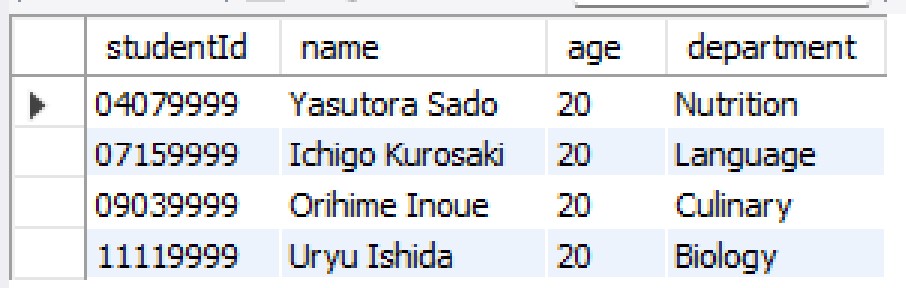 studentId name age department
04079999 Yasutora Sado 20 Nutrition
07159999 Ichigo Kurosaki 20 Language
09039999 Orihime Inoue 20 Culinary
11119999 Uryu Ishida 20 Biology